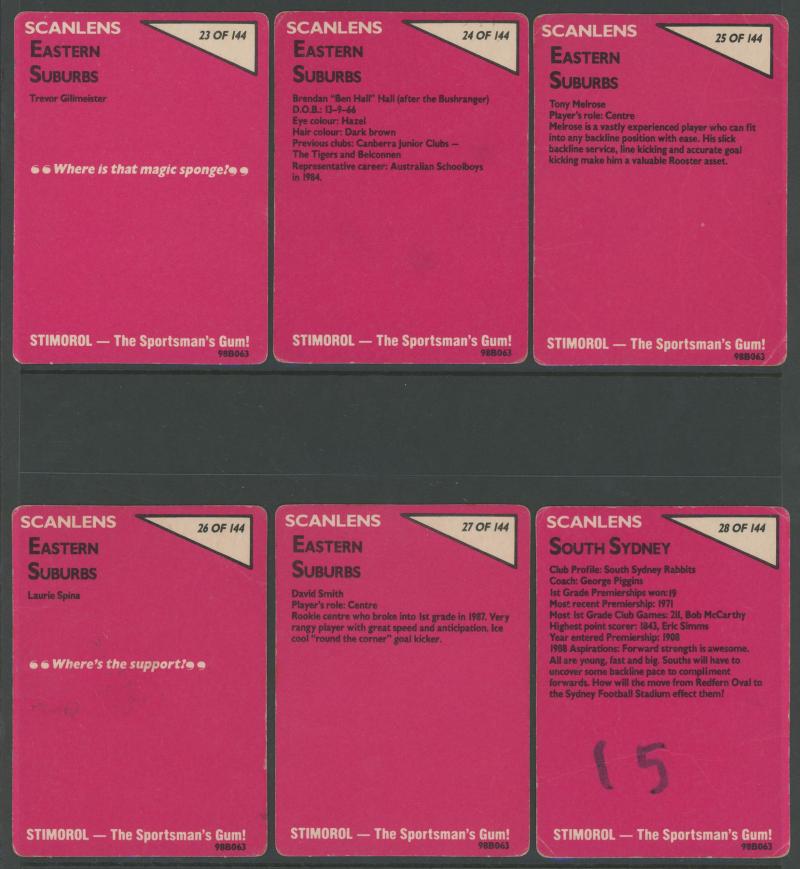 SCANLENS
23 OF 144
EASTERN
SUBURBS
Trevor Gillmeister
❝Where is that magic sponge?❞
STIMOROL — The Sportsman's Gum!
98B063
SCANLENS
24 OF 144
EASTERN
SUBURBS
Brendan "Ben Hall" Hall (after the Bushranger)
D.O.B.: 13-9-66
Eye colour: Hazel
Hair colour: Dark brown
Previous clubs: Canberra Junior Clubs —
The Tigers and Belconnen
Representative career: Australian Schoolboys
in 1984.
STIMOROL — The Sportsman's Gum!
98B063
SCANLENS
25 OF 144
EASTERN
SUBURBS
Tony Melrose
Player's role: Centre
Melrose is a vastly experienced player who can fit
into any backline position with ease. His slick
backline service, line kicking and accurate goal
kicking make him a valuable Rooster asset.
STIMOROL — The Sportsman's Gum!
98B063
SCANLENS
26 OF 144
EASTERN
SUBURBS
Laurie Spina
❝Where's the support?❞
STIMOROL — The Sportsman's Gum!
98B063
SCANLENS
27 OF 144
EASTERN
SUBURBS
David Smith
Player's role: Centre
Rookie centre who broke into 1st grade in 1987. Very
rangy player with great speed and anticipation. Ice
cool "round the corner" goal kicker.
STIMOROL — The Sportsman's Gum!
98B063
SCANLENS
28 OF 144
SOUTH SYDNEY
Club Profile: South Sydney Rabbits
Coach: George Piggins
1st Grade Premierships won: 19
Most recent Premiership: 1971
Most 1st Grade Club Games: 211, Bob McCarthy
Highest point scorer: 1843, Eric Simms
Year entered Premiership: 1908
1988 Aspirations: Forward strength is awesome.
All are young, fast and big. Souths will have to
uncover some backline pace to compliment
forwards. How will the move from Redfern Oval to
the Sydney Football Stadium effect them?
15
STIMOROL — The Sportsman's Gum!
98B063